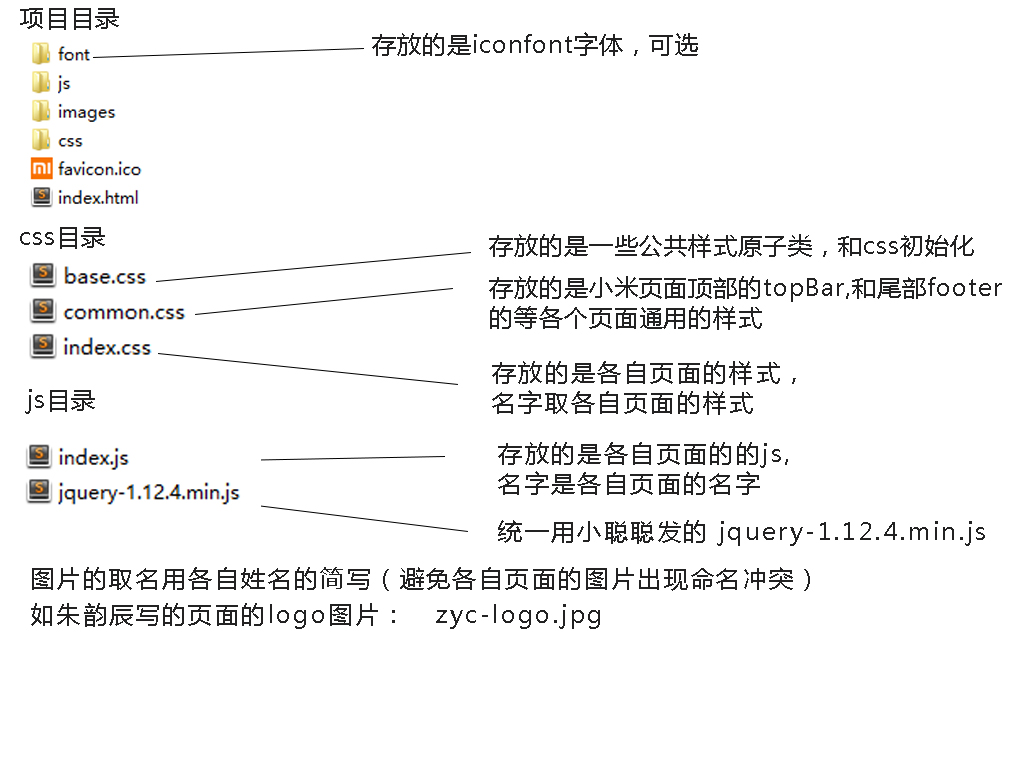 项目目录
font
存放的是iconfont字体，可选
js
images
css
favicon.ico
index.html
css目录
base.css
存放的是一些公共样式原子类，和css初始化
common.css
存放的是小米页面顶部的topBar,和尾部footer
的等各个页面通用的样式
index.css
存放的是各自页面的样式，
名字取各自页面的样式
js目录
index.js
存放的是各自页面的的js,
名字是各自页面的名字
jquery-1.12.4.min.js
统一用小聪聪发的 jquery-1.12.4.min.js
图片的取名用各自姓名的简写（避免各自页面的图片出现命名冲突）
如朱韵辰写的页面的logo图片： zyc-logo.jpg